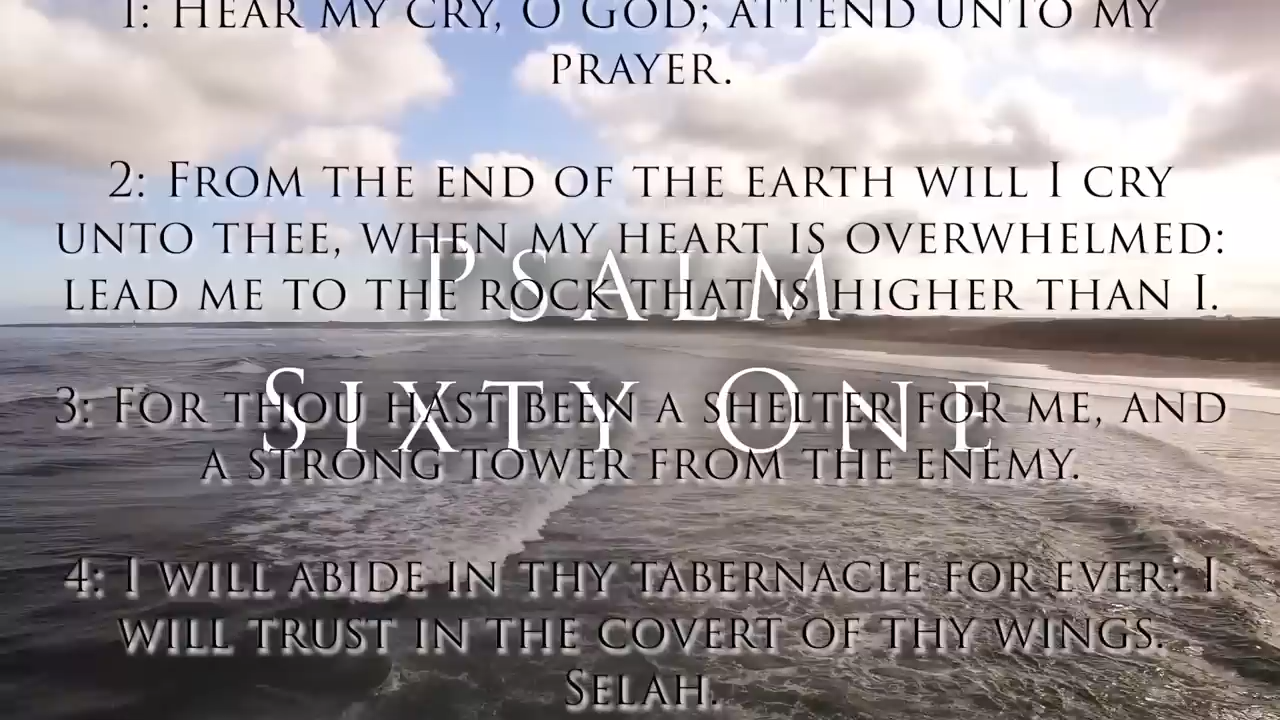 1: Hear my cry, O God; attend unto my
prayer.
2: From the end of the earth will I cry
unto thee, when my heart is overwhelmed:
lead me to the rock that is higher than I.
Psalm
Sixty One
3: For thou hast been a shelter for me, and
a strong tower from the enemy.
4: I will abide in thy tabernacle for ever: I
will trust in the covert of thy wings.
Selah.